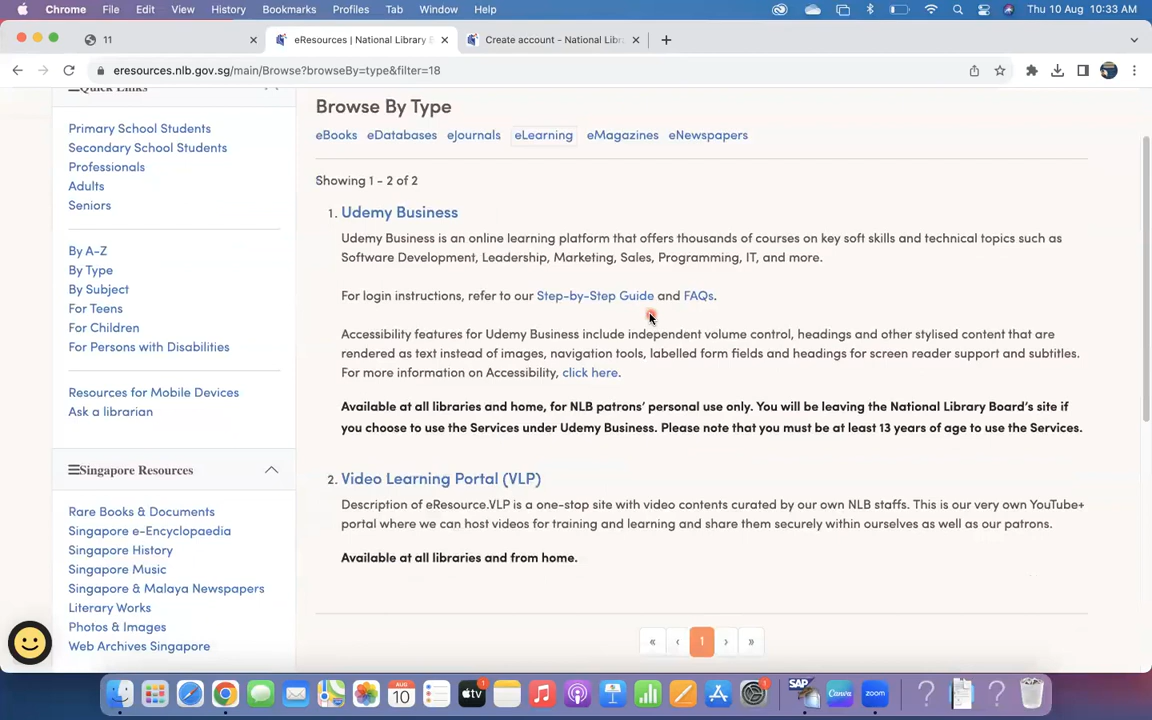 Chrome File Edit View History Bookmarks Profiles Tab Window Help Thu 10 Aug 10:33 AM
11 eResources | National Library B Create account - National Libr
eresources.nlb.gov.sg/main/Browse?browseBy=type&filter=18
Quick Links
Primary School Students
Secondary School Students
Professionals
Adults
Seniors
By A-Z
By Type
By Subject
For Teens
For Children
For Persons with Disabilities
Resources for Mobile Devices
Ask a librarian
Singapore Resources
Rare Books & Documents
Singapore e-Encyclopaedia
Singapore History
Singapore Music
Singapore & Malaya Newspapers
Literary Works
Photos & Images
Web Archives Singapore
Browse By Type
eBooks eDatabases eJournals eLearning eMagazines eNewspapers
Showing 1 - 2 of 2
1. Udemy Business
Udemy Business is an online learning platform that offers thousands of courses on key soft skills and technical topics such as
Software Development, Leadership, Marketing, Sales, Programming, IT, and more.
For login instructions, refer to our Step-by-Step Guide and FAQs.
Accessibility features for Udemy Business include independent volume control, headings and other stylised content that are
rendered as text instead of images, navigation tools, labelled form fields and headings for screen reader support and subtitles.
For more information on Accessibility, click here.
Available at all libraries and home, for NLB patrons' personal use only. You will be leaving the National Library Board's site if
you choose to use the Services under Udemy Business. Please note that you must be at least 13 years of age to use the Services.
2. Video Learning Portal (VLP)
Description of eResource.VLP is a one-stop site with video contents curated by our own NLB staffs. This is our very own YouTube+
portal where we can host videos for training and learning and share them securely within ourselves as well as our patrons.
Available at all libraries and from home.
« ‹ 1 › »
AUG
10
tv
1
1
SAP
Canva
zoom